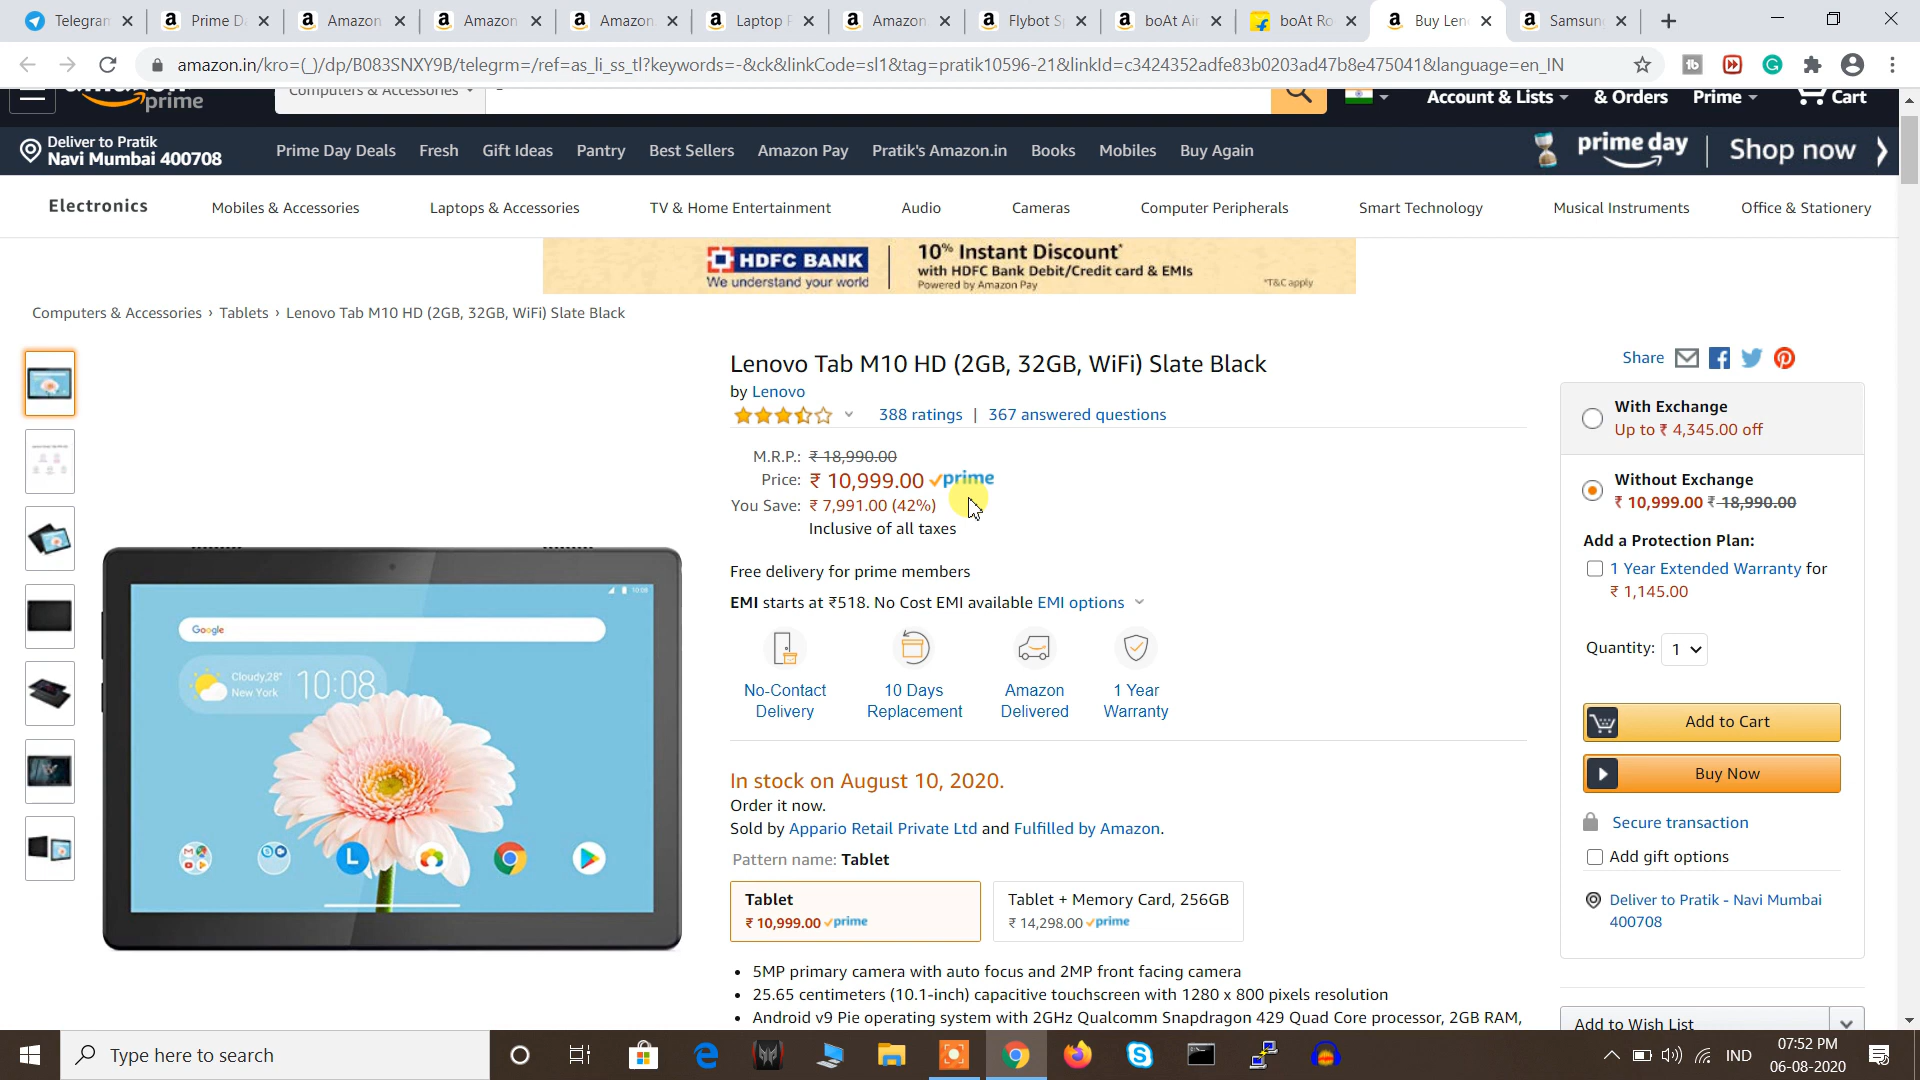 Telegram
Prime D
Amazon
Amazon
Amazon
Laptop
Amazon
Flybot S
boAt Ai
boAt Ro
Buy Len
Samsun
amazon.in/kro=(_)/dp/B083SNXY9B/telegrm=/ref=as_li_ss_tl?keywords=-&ck&linkCode=sl1&tag=pratik10596-21&linkId=c3424352adfe83b0203ad47b8e475041&language=en_IN
prime
Computers & Accessories
-
Account & Lists
& Orders
Prime
Cart
Deliver to Pratik
Navi Mumbai 400708
Prime Day Deals
Fresh
Gift Ideas
Pantry
Best Sellers
Amazon Pay
Pratik's Amazon.in
Books
Mobiles
Buy Again
prime day
Shop now
Electronics
Mobiles & Accessories
Laptops & Accessories
TV & Home Entertainment
Audio
Cameras
Computer Peripherals
Smart Technology
Musical Instruments
Office & Stationery
HDFC BANK
We understand your world
10% Instant Discount*
with HDFC Bank Debit/Credit card & EMIs
Powered by Amazon Pay
*T&C apply
Computers & Accessories › Tablets › Lenovo Tab M10 HD (2GB, 32GB, WiFi) Slate Black
Lenovo Tab M10 HD (2GB, 32GB, WiFi) Slate Black
by Lenovo
388 ratings | 367 answered questions
M.R.P.: ₹ 18,990.00
Price: ₹ 10,999.00 prime
You Save: ₹ 7,991.00 (42%)
Inclusive of all taxes
Free delivery for prime members
EMI starts at ₹518. No Cost EMI available EMI options
No-Contact
Delivery
10 Days
Replacement
Amazon
Delivered
1 Year
Warranty
In stock on August 10, 2020.
Order it now.
Sold by Appario Retail Private Ltd and Fulfilled by Amazon.
Pattern name: Tablet
Tablet
₹ 10,999.00 prime
Tablet + Memory Card, 256GB
₹ 14,298.00 prime
• 5MP primary camera with auto focus and 2MP front facing camera
• 25.65 centimeters (10.1-inch) capacitive touchscreen with 1280 x 800 pixels resolution
• Android v9 Pie operating system with 2GHz Qualcomm Snapdragon 429 Quad Core processor, 2GB RAM,
Google
Cloudy,28°
New York
10:08
10:08
L
Share
With Exchange
Up to ₹ 4,345.00 off
Without Exchange
₹ 10,999.00 ₹ 18,990.00
Add a Protection Plan:
1 Year Extended Warranty for
₹ 1,145.00
Quantity: 1
Add to Cart
Buy Now
Secure transaction
Add gift options
Deliver to Pratik - Navi Mumbai
400708
Add to Wish List
Type here to search
IND
07:52 PM
06-08-2020